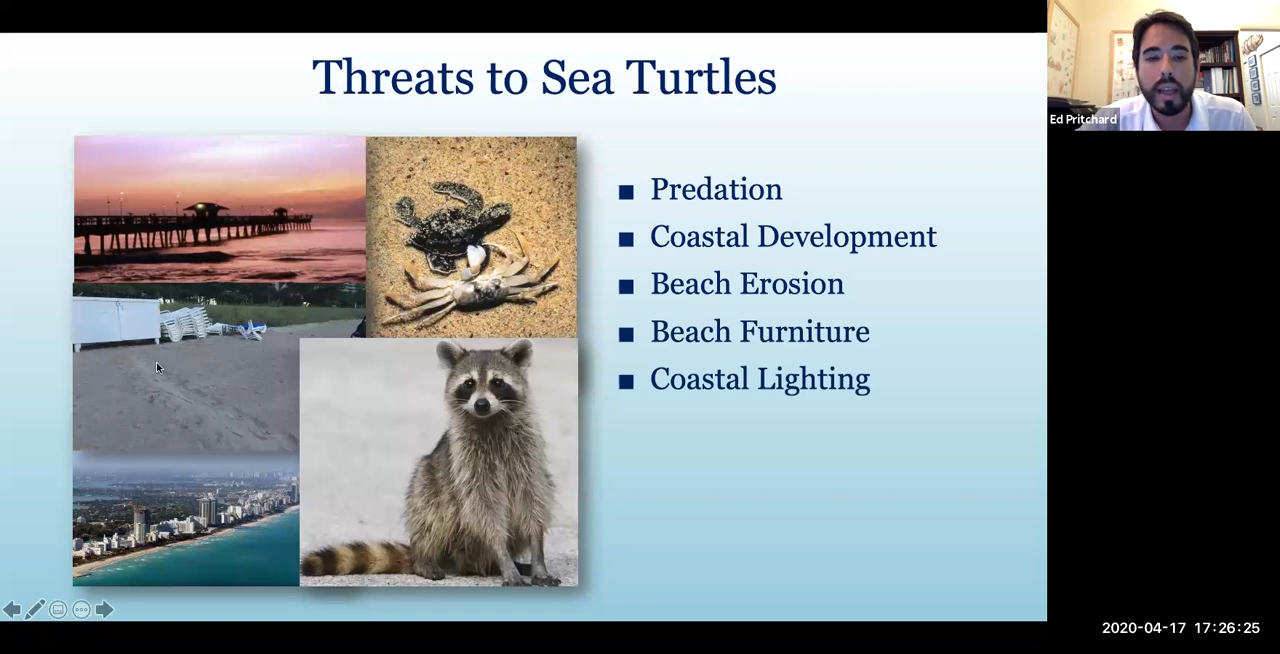 Threats to Sea Turtles
Ed Pritchard
■ Predation
■ Coastal Development
■ Beach Erosion
■ Beach Furniture
■ Coastal Lighting
2020-04-17 17:26:25